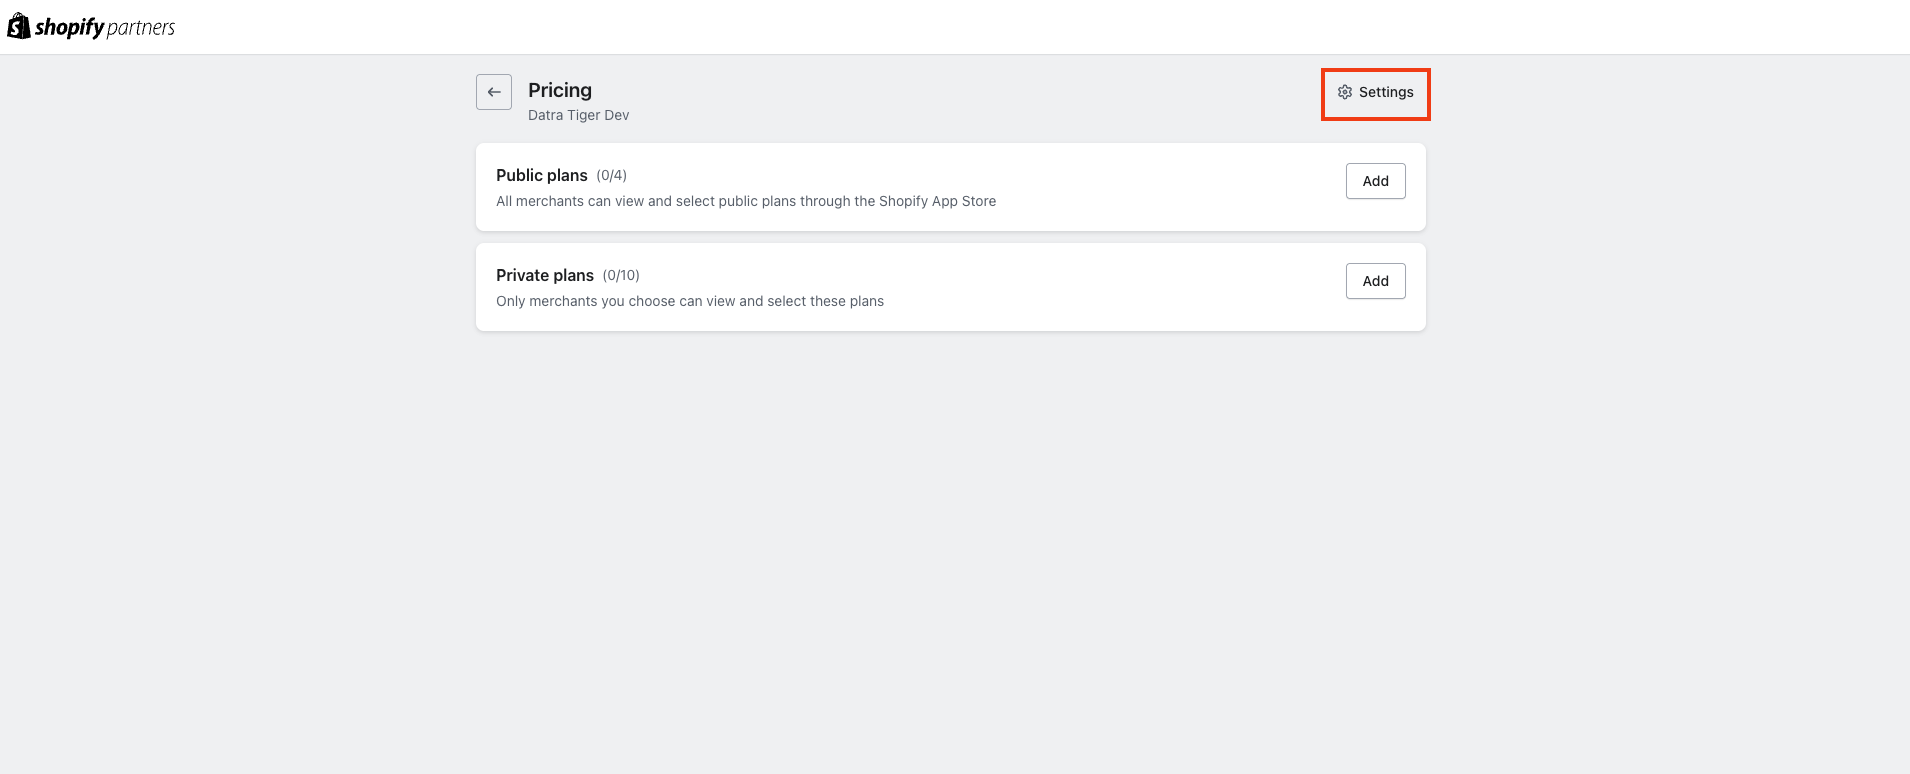 shopify partners
Pricing
Settings
Datra Tiger Dev
Public plans (0/4)
Add
All merchants can view and select public plans through the Shopify App Store
Private plans (0/10)
Add
Only merchants you choose can view and select these plans